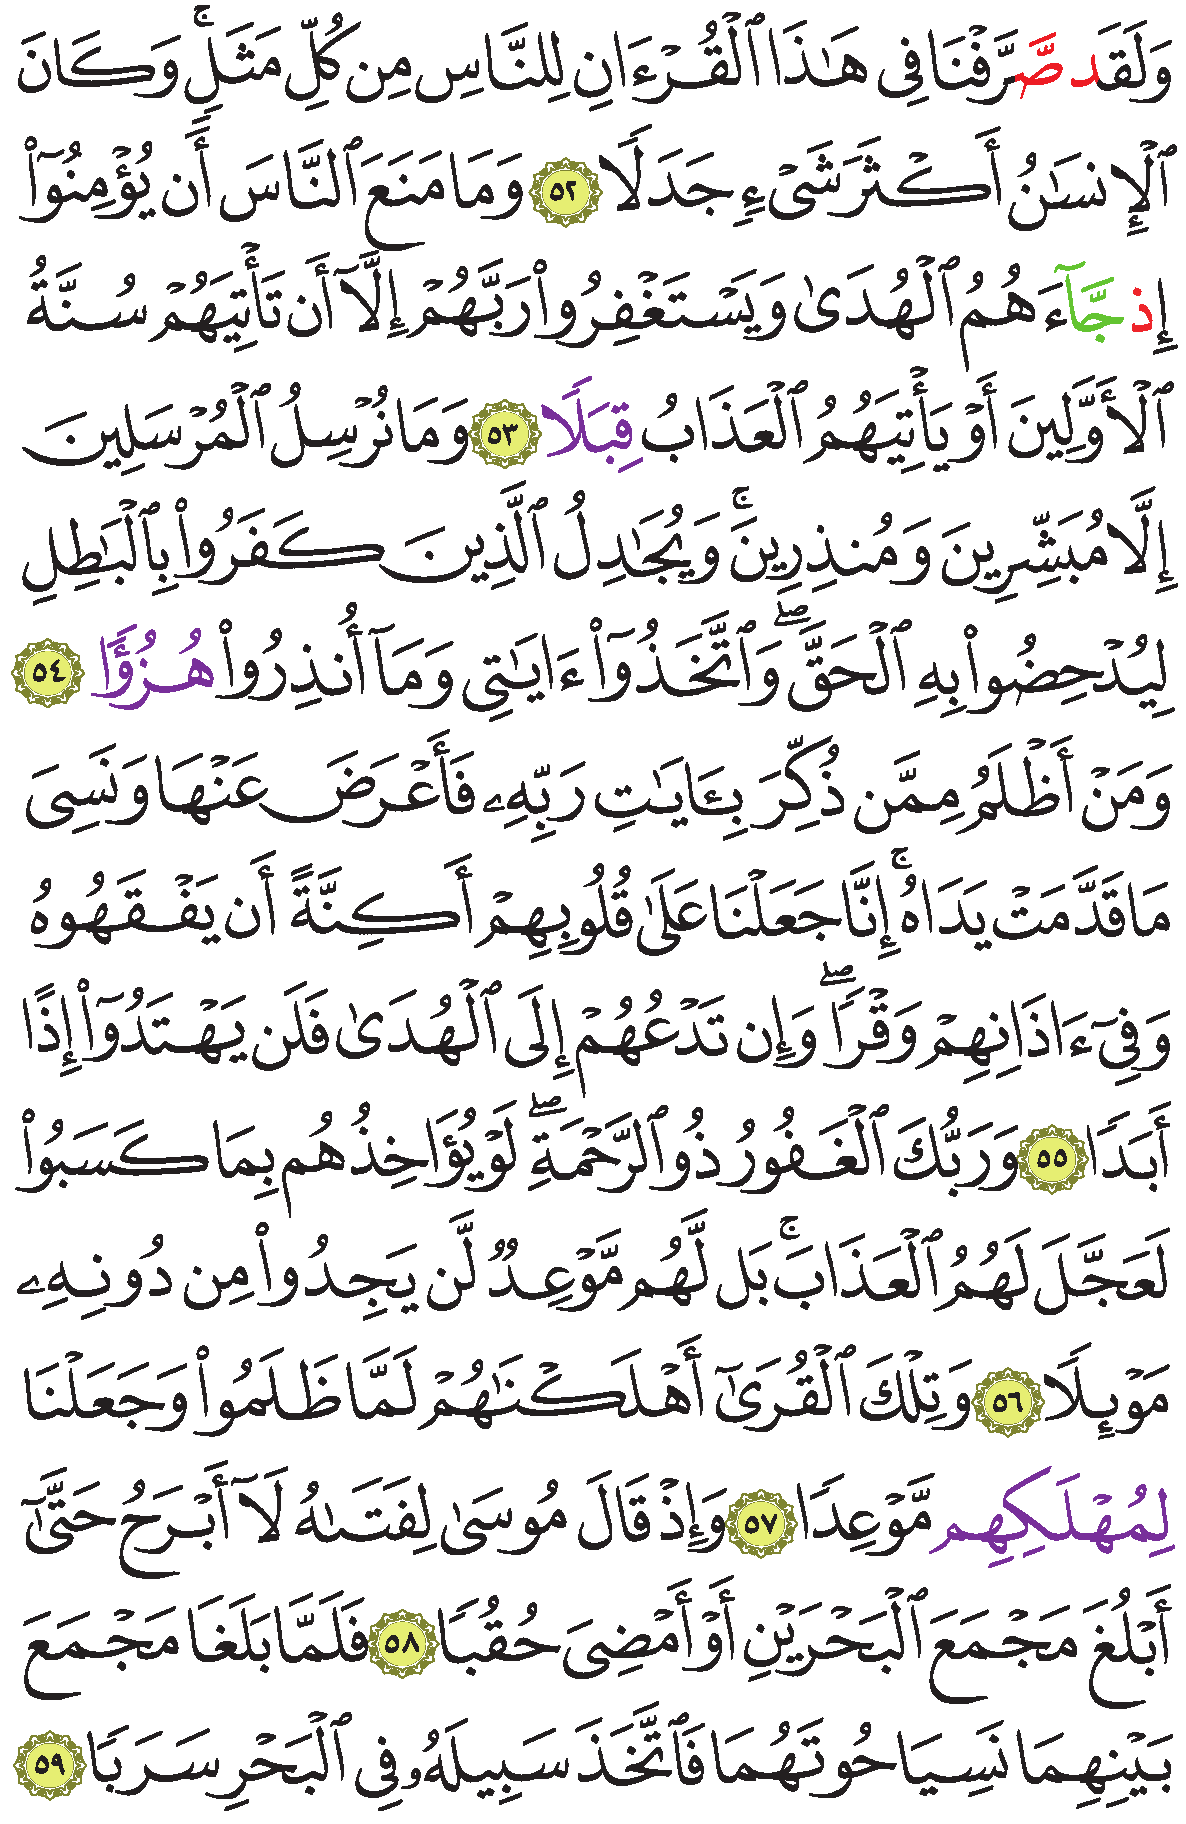 وَلَقَد صَّرَّفْنَا فِى هَٰذَا ٱلْقُرْءَانِ لِلنَّاسِ مِن كُلِّ مَثَلٍۚ وَكَانَ
ٱلْإِنسَٰنُ أَكْثَرَ شَىْءٍ جَدَلًا ٥٢ وَمَا مَنَعَ ٱلنَّاسَ أَن يُؤْمِنُوٓا۟
إِذ جَّآءَهُمُ ٱلْهُدَىٰ وَيَسْتَغْفِرُوا۟ رَبَّهُمْ إِلَّآ أَن تَأْتِيَهُمْ سُنَّةُ
ٱلْأَوَّلِينَ أَوْ يَأْتِيَهُمُ ٱلْعَذَابُ قِبَلًا ٥٣ وَمَا نُرْسِلُ ٱلْمُرْسَلِينَ
إِلَّا مُبَشِّرِينَ وَمُنذِرِينَۚ وَيُجَٰدِلُ ٱلَّذِينَ كَفَرُوا۟ بِٱلْبَٰطِلِ
لِيُدْحِضُوا۟ بِهِ ٱلْحَقَّۖ وَٱتَّخَذُوٓا۟ ءَايَٰتِى وَمَآ أُنذِرُوا۟ هُزُؤًا ٥٤
وَمَنْ أَظْلَمُ مِمَّن ذُكِّرَ بِـَٔايَٰتِ رَبِّهِۦ فَأَعْرَضَ عَنْهَا وَنَسِىَ
مَا قَدَّمَتْ يَدَاهُۚ إِنَّا جَعَلْنَا عَلَىٰ قُلُوبِهِمْ أَكِنَّةً أَن يَفْقَهُوهُ
وَفِىٓ ءَاذَانِهِمْ وَقْرًاۖ وَإِن تَدْعُهُمْ إِلَى ٱلْهُدَىٰ فَلَن يَهْتَدُوٓا۟ إِذًا
أَبَدًا ٥٥ وَرَبُّكَ ٱلْغَفُورُ ذُو ٱلرَّحْمَةِۖ لَوْ يُؤَاخِذُهُم بِمَا كَسَبُوا۟
لَعَجَّلَ لَهُمُ ٱلْعَذَابَۚ بَل لَّهُم مَّوْعِدٌ لَّن يَجِدُوا۟ مِن دُونِهِۦ
مَوْئِلًا ٥٦ وَتِلْكَ ٱلْقُرَىٰٓ أَهْلَكْنَٰهُمْ لَمَّا ظَلَمُوا۟ وَجَعَلْنَا
لِمُهْلَكِهِم مَّوْعِدًا ٥٧ وَإِذْ قَالَ مُوسَىٰ لِفَتَىٰهُ لَآ أَبْرَحُ حَتَّىٰٓ
أَبْلُغَ مَجْمَعَ ٱلْبَحْرَيْنِ أَوْ أَمْضِىَ حُقُبًا ٥٨ فَلَمَّا بَلَغَا مَجْمَعَ
بَيْنِهِمَا نَسِيَا حُوتَهُمَا فَٱتَّخَذَ سَبِيلَهُۥ فِى ٱلْبَحْرِ سَرَبًا ٥٩